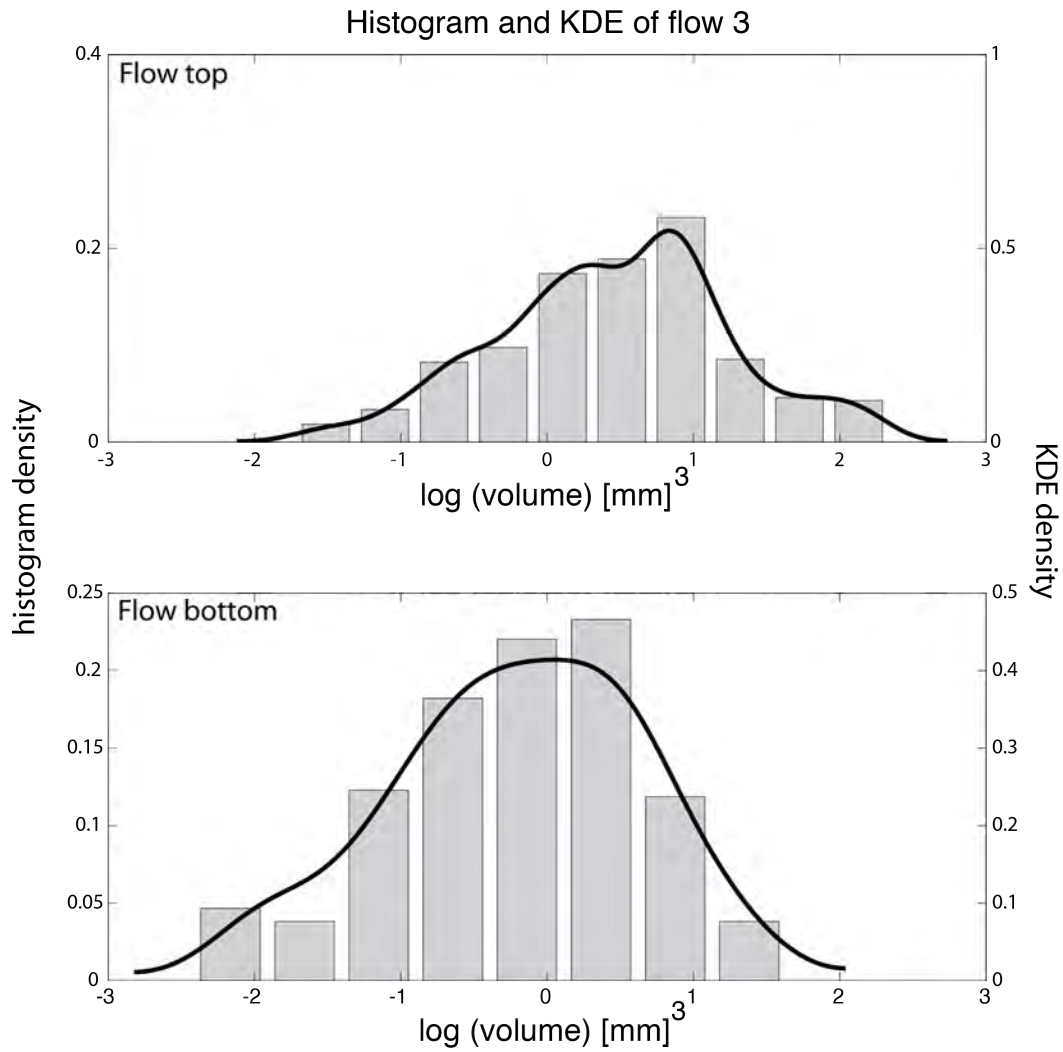 Histogram and KDE of flow 3
Flow top
0.4
0.2
0
1
0.5
0
-3 -2 -1 0 1 2 3
log (volume) [mm]3
histogram density
KDE density
Flow bottom
0.25
0.2
0.15
0.1
0.05
0
0.5
0.4
0.3
0.2
0.1
0
-3 -2 -1 0 1 2 3
log (volume) [mm]3